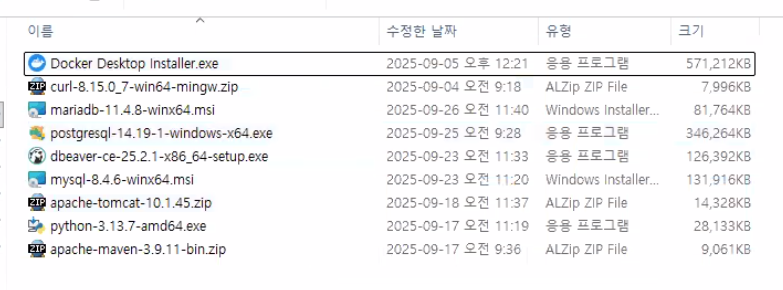 이름 수정한 날짜 유형 크기
Docker Desktop Installer.exe 2025-09-05 오후 12:21 응용 프로그램 571,212KB
ZIP curl-8.15.0_7-win64-mingw.zip 2025-09-04 오전 9:18 ALZip ZIP File 7,996KB
mariadb-11.4.8-winx64.msi 2025-09-26 오전 11:40 Windows Installer... 81,764KB
postgresql-14.19-1-windows-x64.exe 2025-09-25 오전 9:28 응용 프로그램 346,264KB
dbeaver-ce-25.2.1-x86_64-setup.exe 2025-09-23 오전 11:33 응용 프로그램 126,392KB
mysql-8.4.6-winx64.msi 2025-09-23 오전 11:20 Windows Installer... 131,916KB
ZIP apache-tomcat-10.1.45.zip 2025-09-18 오전 11:37 ALZip ZIP File 14,328KB
python-3.13.7-amd64.exe 2025-09-17 오전 11:19 응용 프로그램 28,133KB
ZIP apache-maven-3.9.11-bin.zip 2025-09-17 오전 9:36 ALZip ZIP File 9,061KB